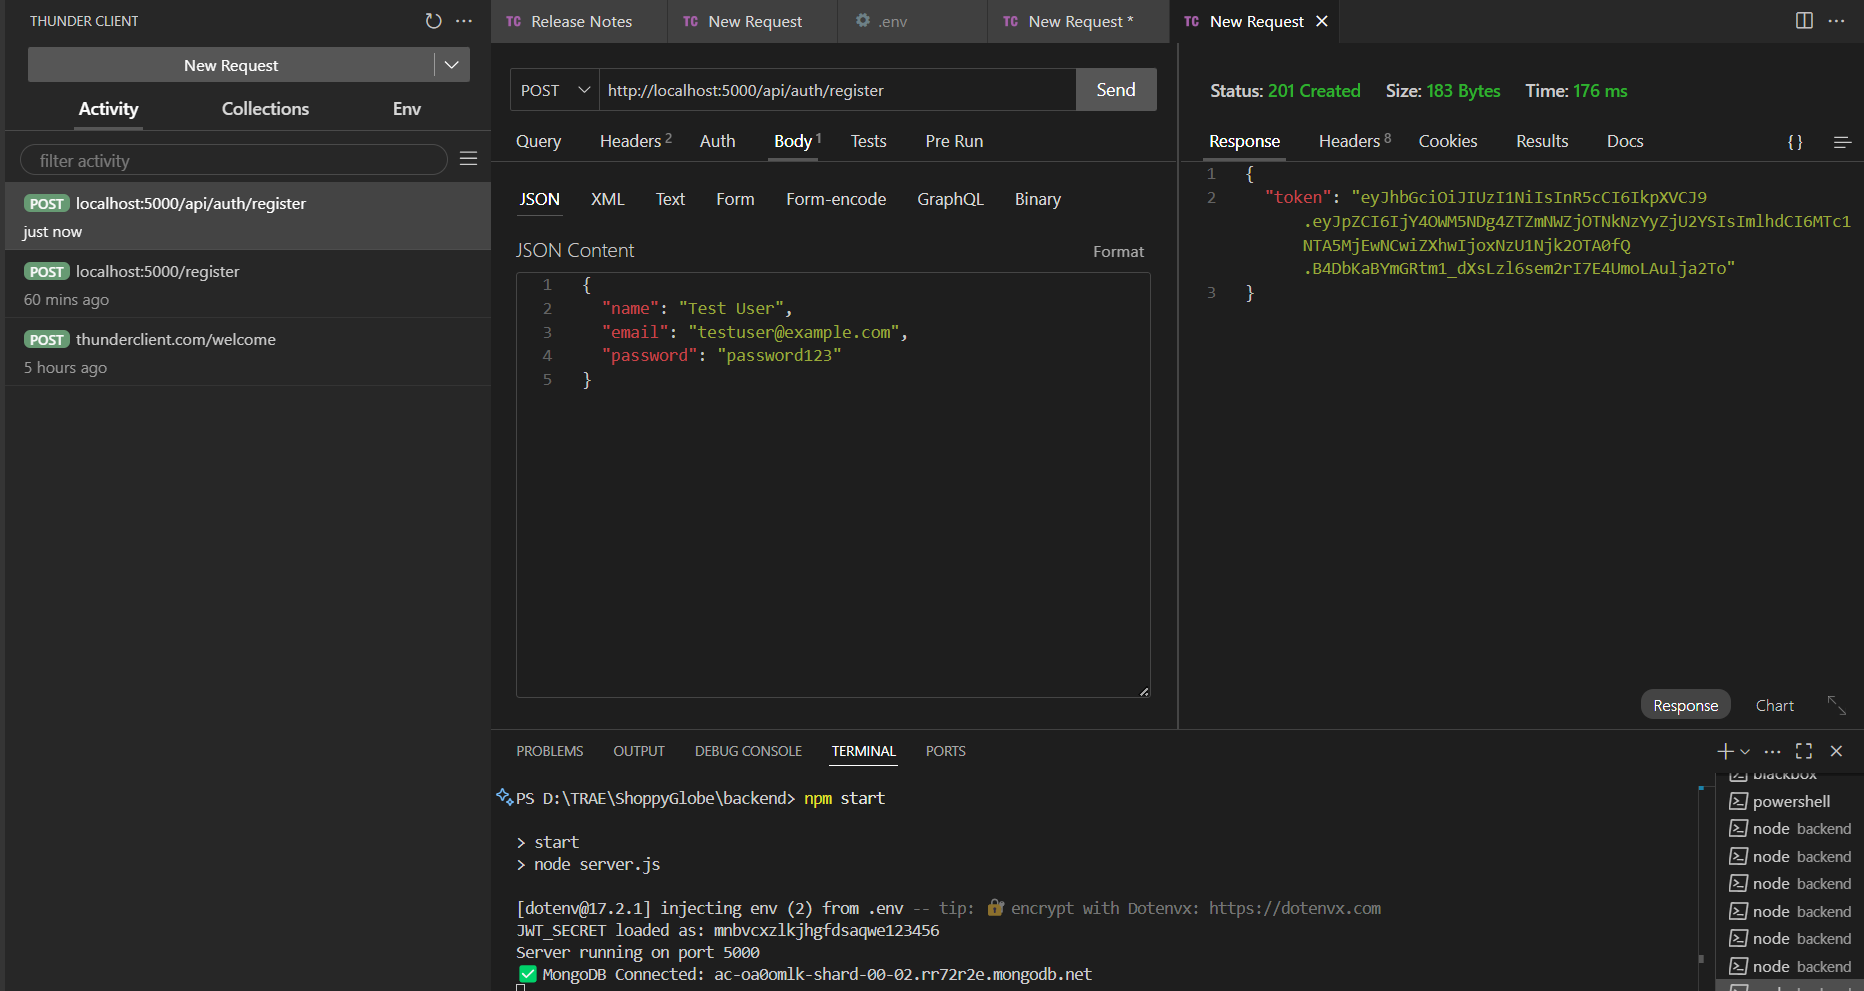 THUNDER CLIENT
New Request
Activity Collections Env
filter activity
POST localhost:5000/api/auth/register
just now
POST localhost:5000/register
60 mins ago
POST thunderclient.com/welcome
5 hours ago
TC Release Notes TC New Request .env TC New Request * TC New Request
POST http://localhost:5000/api/auth/register Send
Query Headers 2 Auth Body 1 Tests Pre Run
JSON XML Text Form Form-encode GraphQL Binary
JSON Content Format
1 {
2 "name": "Test User",
3 "email": "testuser@example.com",
4 "password": "password123"
5 }
Status: 201 Created Size: 183 Bytes Time: 176 ms
Response Headers 8 Cookies Results Docs {}
1 {
2 "token": "eyJhbGciOiJIUzI1NiIsInR5cCI6IkpXVCJ9
.eyJpZCI6IjY4OWM5NDg4ZTZmNWZjOTNkNzYyZjU2YSIsImlhdCI6MTc1
NTA5MjEwNCwiZXhwIjoxNzU1Njk2OTA0fQ
.B4DbKaBYmGRtm1_dXsLzl6sem2rI7E4UmoLAulja2To"
3 }
Response Chart
PROBLEMS OUTPUT DEBUG CONSOLE TERMINAL PORTS
PS D:\TRAE\ShoppyGlobe\backend> npm start
> start
> node server.js
[dotenv@17.2.1] injecting env (2) from .env -- tip: 🔐 encrypt with Dotenvx: https://dotenvx.com
JWT_SECRET loaded as: mnbvcxzlkjhgfdsaqwe123456
Server running on port 5000
✅ MongoDB Connected: ac-oa0omlk-shard-00-02.rr72r2e.mongodb.net
blackbox
powershell
node backend
node backend
node backend
node backend
node backend
node backend